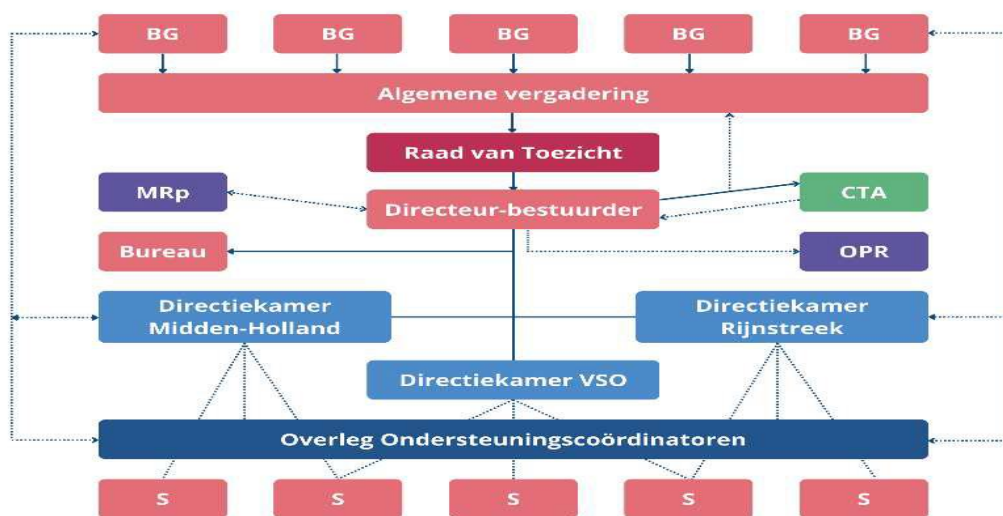 BG BG BG BG BG
Algemene vergadering
Raad van Toezicht
MRp
Directeur-bestuurder
CTA
Bureau
OPR
Directiekamer
Midden-Holland
Directiekamer
Rijnstreek
Directiekamer VSO
Overleg Ondersteuningscoördinatoren
S S S S S